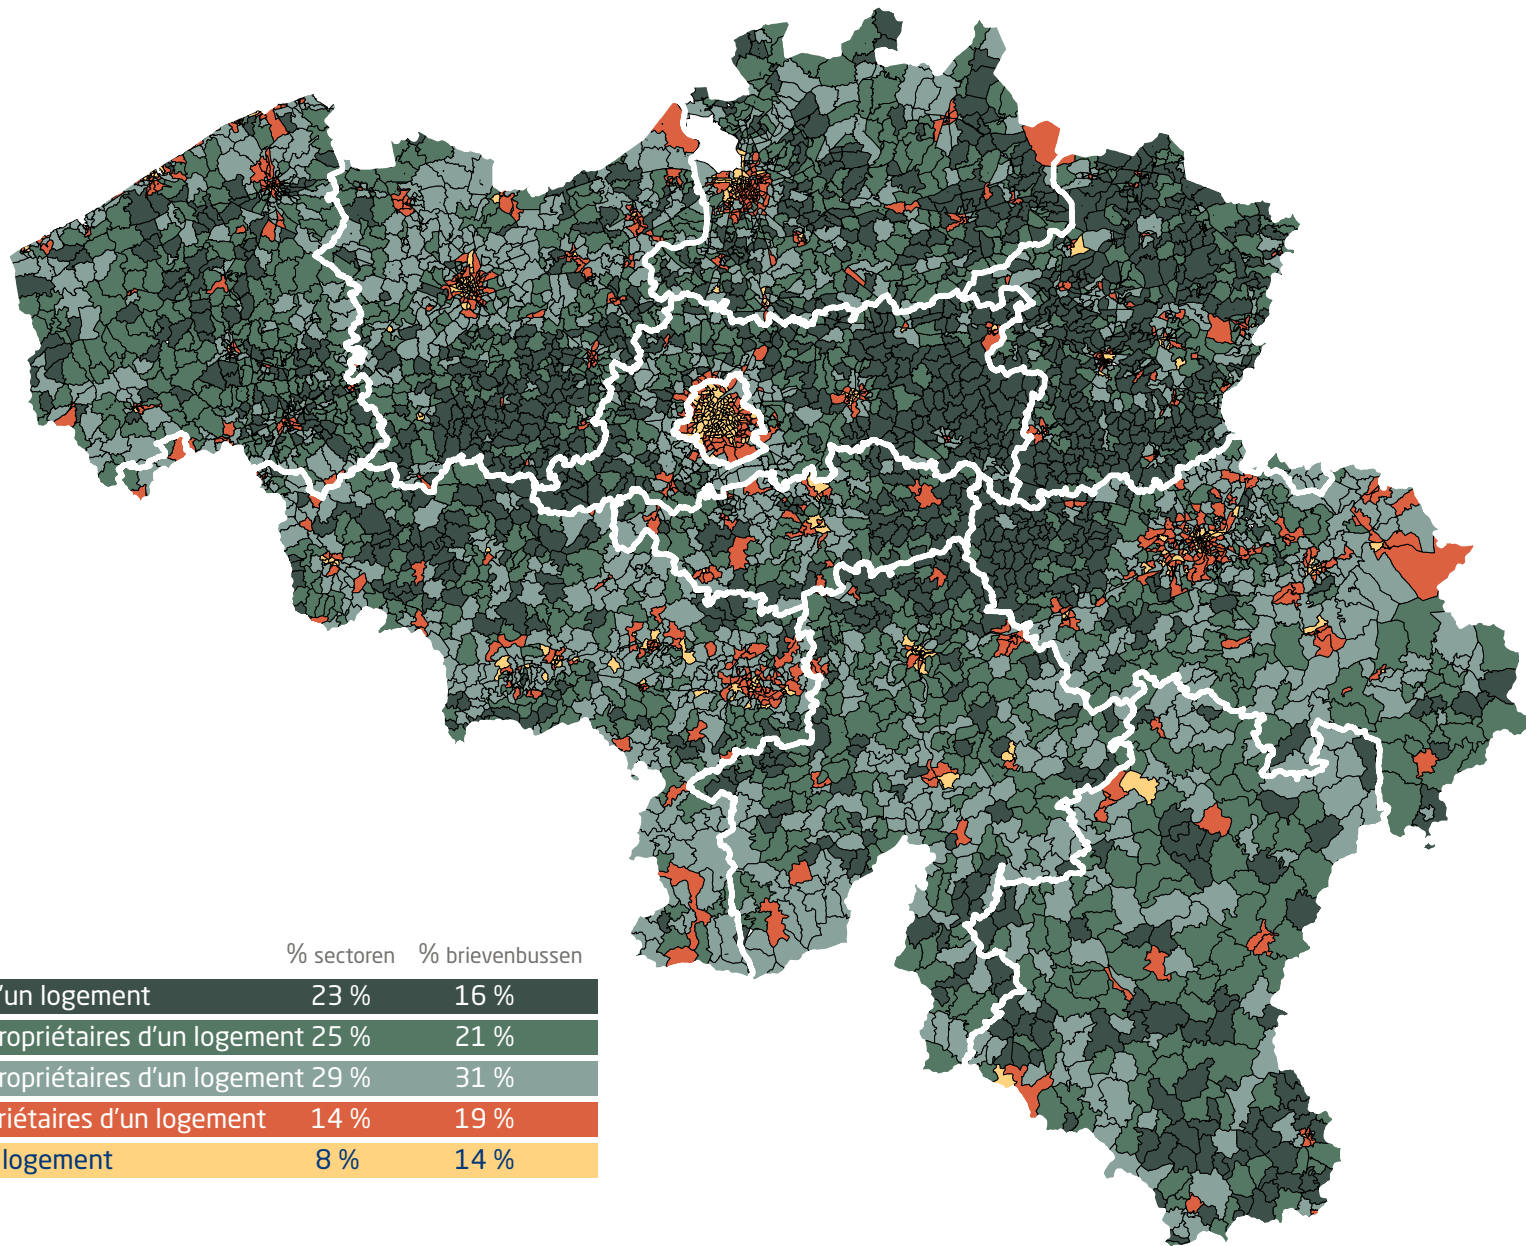 % sectoren % brievenbussen
'un logement 23 % 16 %
ropriétaires d'un logement 25 % 21 %
ropriétaires d'un logement 29 % 31 %
riétaires d'un logement 14 % 19 %
logement 8 % 14 %